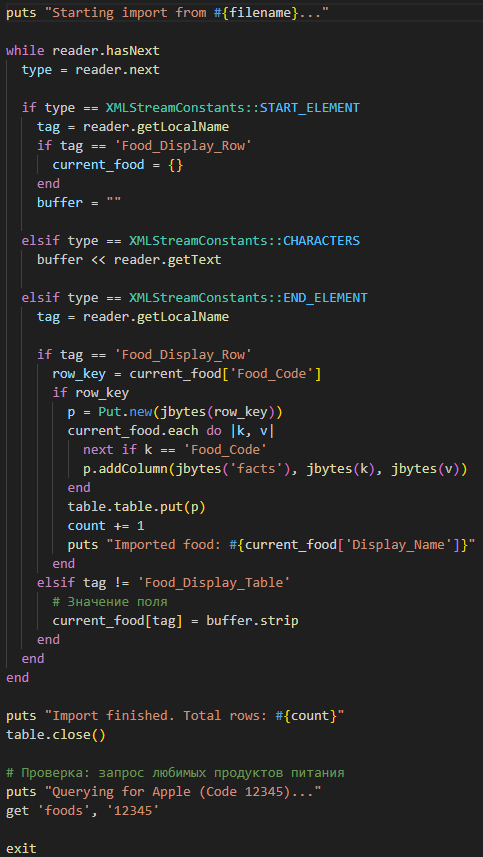 puts "Starting import from #{filename}..."

while reader.hasNext
  type = reader.next

  if type == XMLStreamConstants::START_ELEMENT
    tag = reader.getLocalName
    if tag == 'Food_Display_Row'
      current_food = {}
    end
    buffer = ""

  elsif type == XMLStreamConstants::CHARACTERS
    buffer << reader.getText

  elsif type == XMLStreamConstants::END_ELEMENT
    tag = reader.getLocalName

    if tag == 'Food_Display_Row'
      row_key = current_food['Food_Code']
      if row_key
        p = Put.new(jbytes(row_key))
        current_food.each do |k, v|
          next if k == 'Food_Code'
          p.addColumn(jbytes('facts'), jbytes(k), jbytes(v))
        end
        table.table.put(p)
        count += 1
        puts "Imported food: #{current_food['Display_Name']}"
      end
    elsif tag != 'Food_Display_Table'
      # Значение поля
      current_food[tag] = buffer.strip
    end
  end
end

puts "Import finished. Total rows: #{count}"
table.close()

# Проверка: запрос любимых продуктов питания
puts "Querying for Apple (Code 12345)..."
get 'foods', '12345'

exit